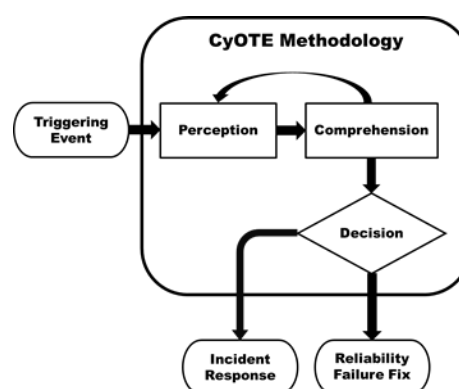 CyOTE Methodology
Triggering
Event
Perception
Comprehension
Decision
Incident
Response
Reliability
Failure Fix